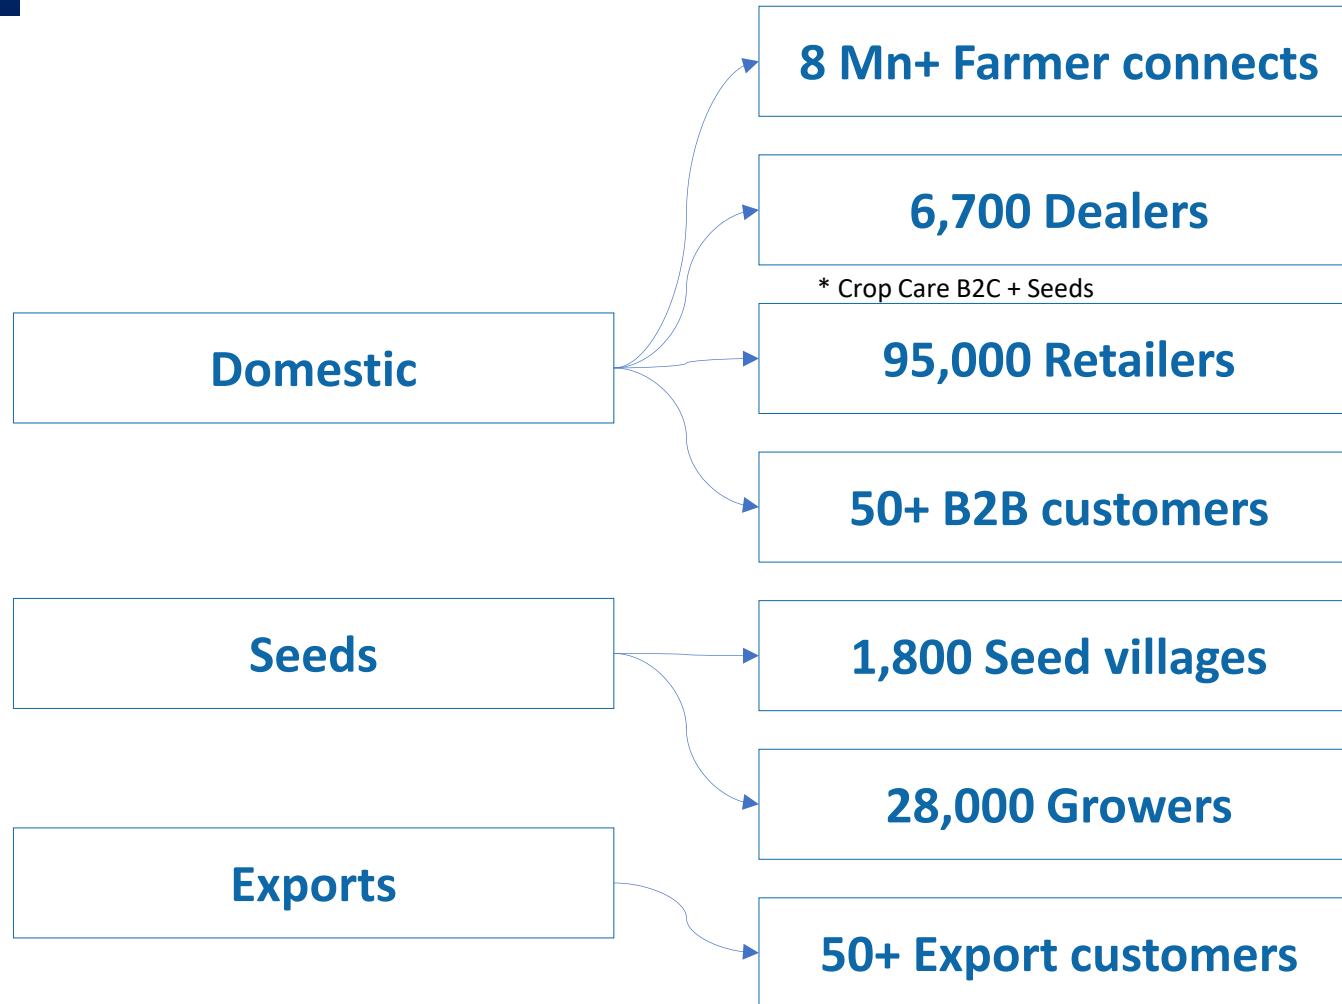 8 Mn+ Farmer connects
6,700 Dealers
* Crop Care B2C + Seeds
Domestic
95,000 Retailers
50+ B2B customers
Seeds
1,800 Seed villages
28,000 Growers
Exports
50+ Export customers